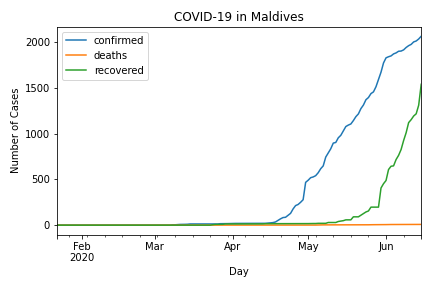 COVID-19 in Maldives
confirmed
deaths
recovered
Number of Cases
2000
1500
1000
500
0
Feb
2020
Mar
Apr
May
Jun
Day